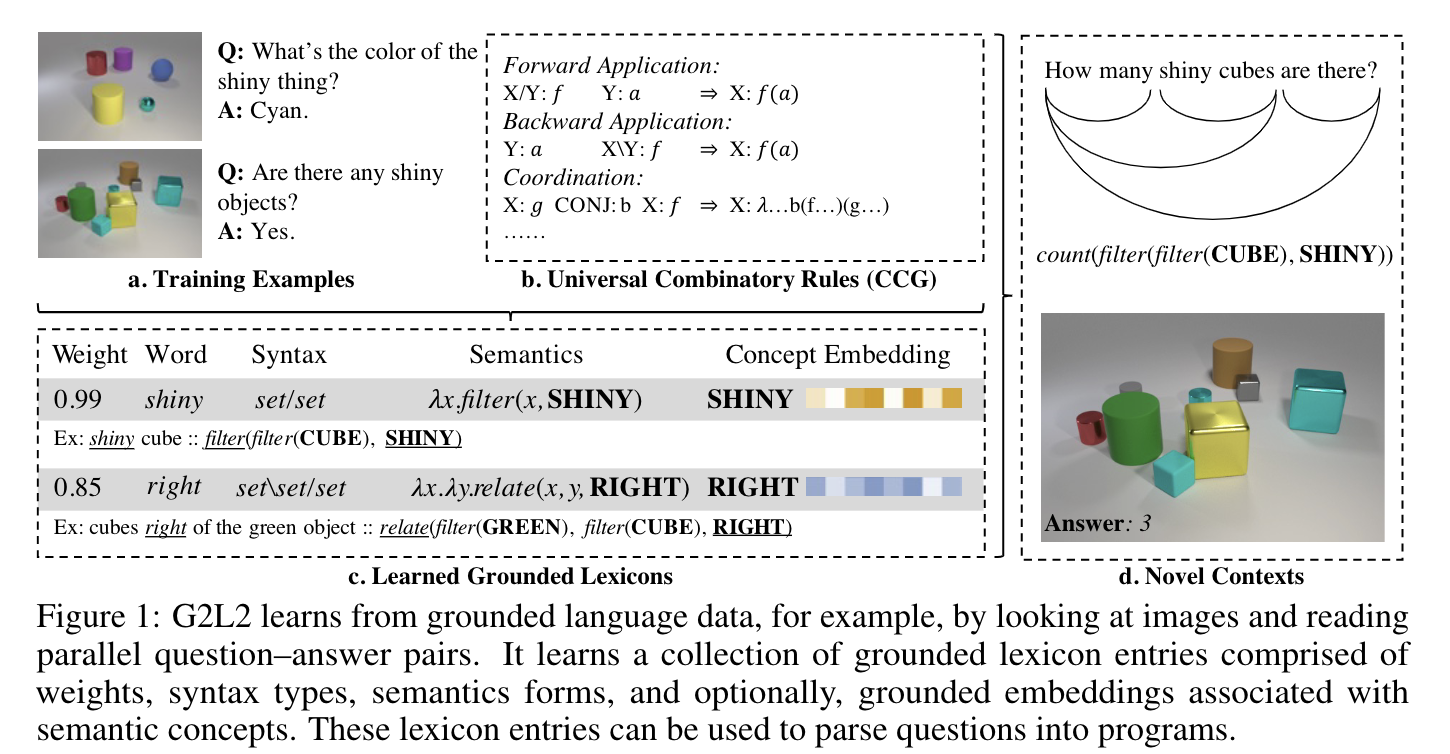 Q: What's the color of the
shiny thing?
A: Cyan.
Q: Are there any shiny
objects?
A: Yes.
a. Training Examples
Forward Application:
X/Y: f Y: a ⇒ X: f(a)
Backward Application:
Y: a X\Y: f ⇒ X: f(a)
Coordination:
X: g CONJ: b X: f ⇒ X: λ…b(f…)(g…)
……
b. Universal Combinatory Rules (CCG)
Weight Word Syntax Semantics Concept Embedding
0.99 shiny set/set λx.filter(x, SHINY) SHINY
Ex: shiny cube :: filter(filter(CUBE), SHINY)
0.85 right set\set/set λx.λy.relate(x, y, RIGHT) RIGHT
Ex: cubes right of the green object :: relate(filter(GREEN), filter(CUBE), RIGHT)
c. Learned Grounded Lexicons
How many shiny cubes are there?
count(filter(filter(CUBE), SHINY))
Answer: 3
d. Novel Contexts
Figure 1: G2L2 learns from grounded language data, for example, by looking at images and reading
parallel question–answer pairs. It learns a collection of grounded lexicon entries comprised of
weights, syntax types, semantics forms, and optionally, grounded embeddings associated with
semantic concepts. These lexicon entries can be used to parse questions into programs.